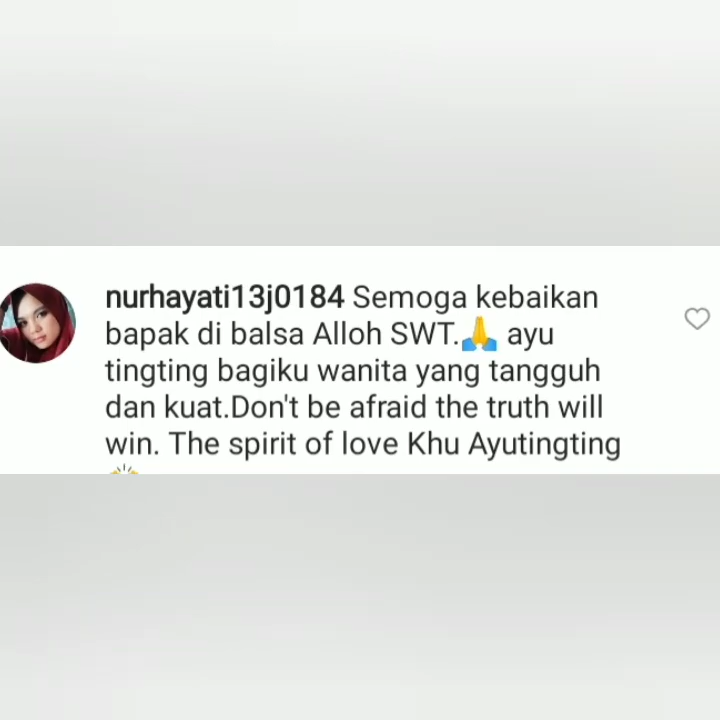 nurhayati13j0184 Semoga kebaikan
bapak di balsa Alloh SWT.🙏 ayu
tingting bagiku wanita yang tangguh
dan kuat.Don't be afraid the truth will
win. The spirit of love Khu Ayutingting